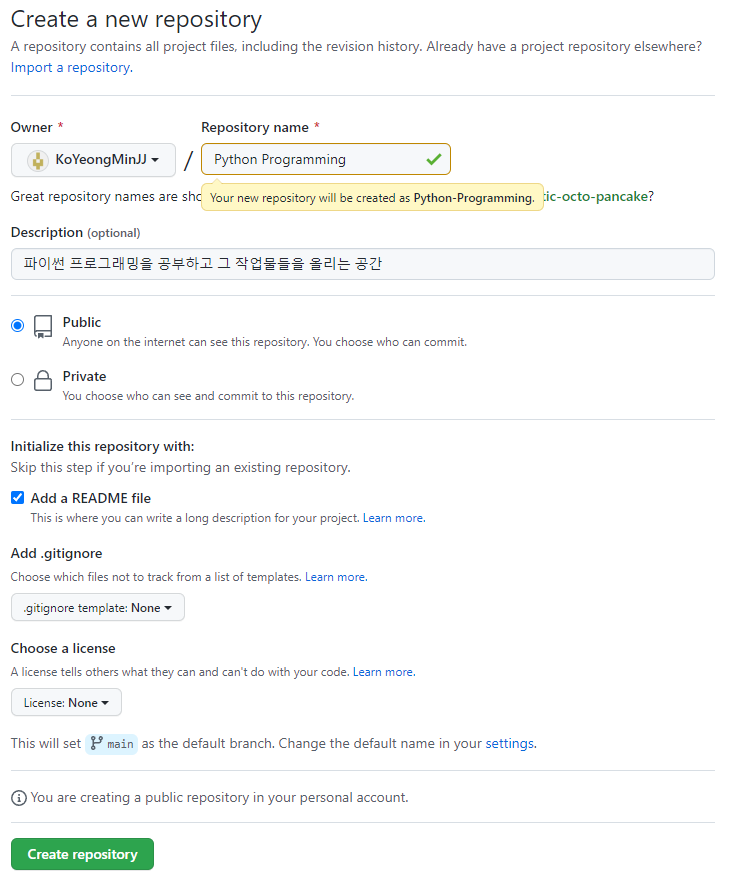 Create a new repository
A repository contains all project files, including the revision history. Already have a project repository elsewhere?
Import a repository.
Owner *
Repository name *
KoYeongMinJJ
/
Python Programming
Great repository names are
Your new repository will be created as Python-Programming.
tic-octo-pancake?
Description (optional)
파이썬 프로그래밍을 공부하고 그 작업물들을 올리는 공간
Public
Anyone on the internet can see this repository. You choose who can commit.
Private
You choose who can see and commit to this repository.
Initialize this repository with:
Skip this step if you’re importing an existing repository.
Add a README file
This is where you can write a long description for your project. Learn more.
Add .gitignore
Choose which files not to track from a list of templates. Learn more.
.gitignore template: None
Choose a license
A license tells others what they can and can't do with your code. Learn more.
License: None
This will set main as the default branch. Change the default name in your settings.
You are creating a public repository in your personal account.
Create repository